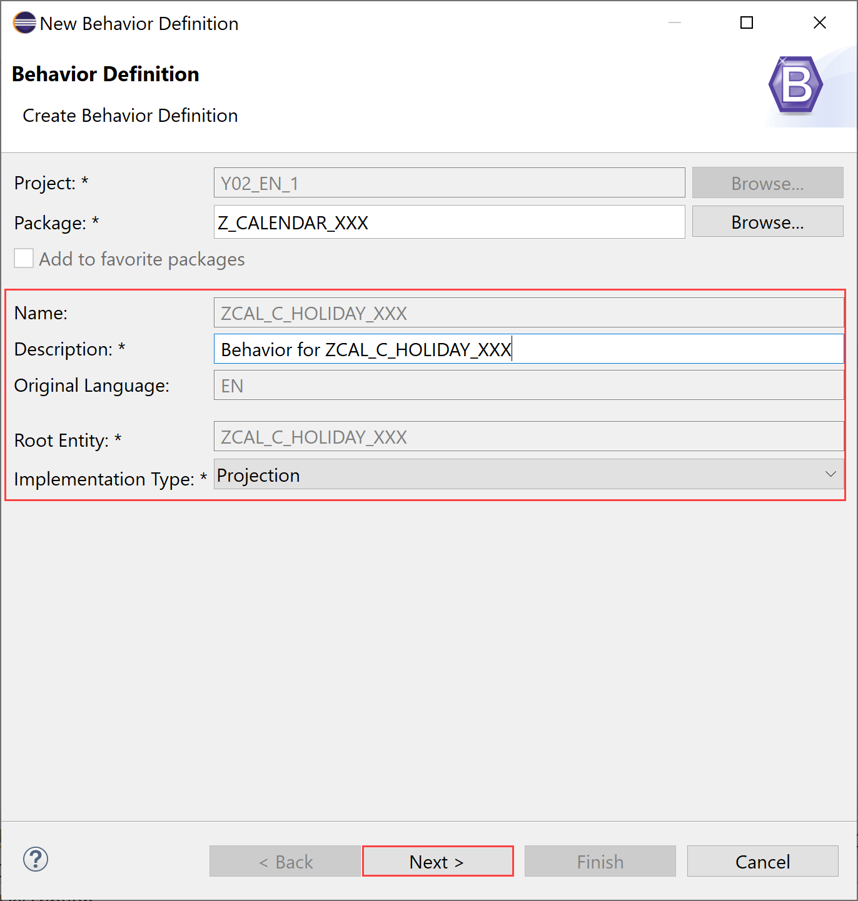 New Behavior Definition
Behavior Definition
Create Behavior Definition
B
Project: * Y02_EN_1 Browse...
Package: * Z_CALENDAR_XXX Browse...
Add to favorite packages
Name: ZCAL_C_HOLIDAY_XXX
Description: * Behavior for ZCAL_C_HOLIDAY_XXX
Original Language: EN
Root Entity: * ZCAL_C_HOLIDAY_XXX
Implementation Type: * Projection
? < Back Next > Finish Cancel